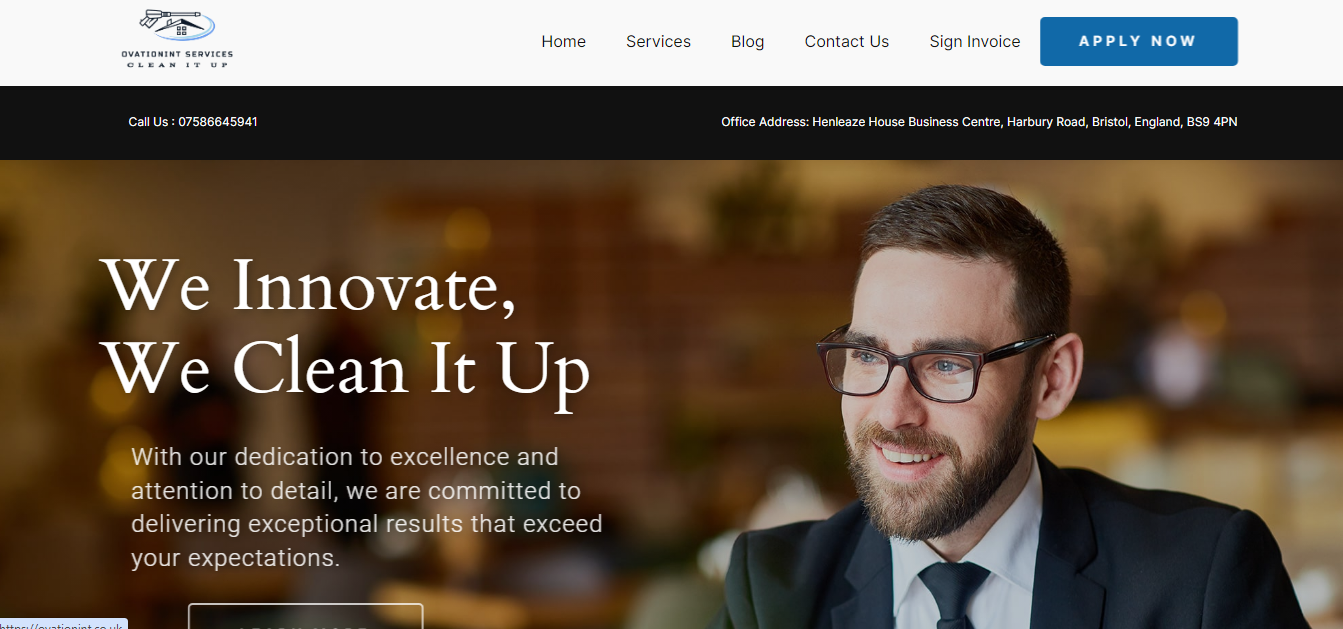 OVATIONINT SERVICES
CLEAN IT UP
Home Services Blog Contact Us Sign Invoice APPLY NOW
Call Us : 07586645941
Office Address: Henleaze House Business Centre, Harbury Road, Bristol, England, BS9 4PN
We Innovate,
We Clean It Up
With our dedication to excellence and
attention to detail, we are committed to
delivering exceptional results that exceed
your expectations.
https://ovationint.co.uk